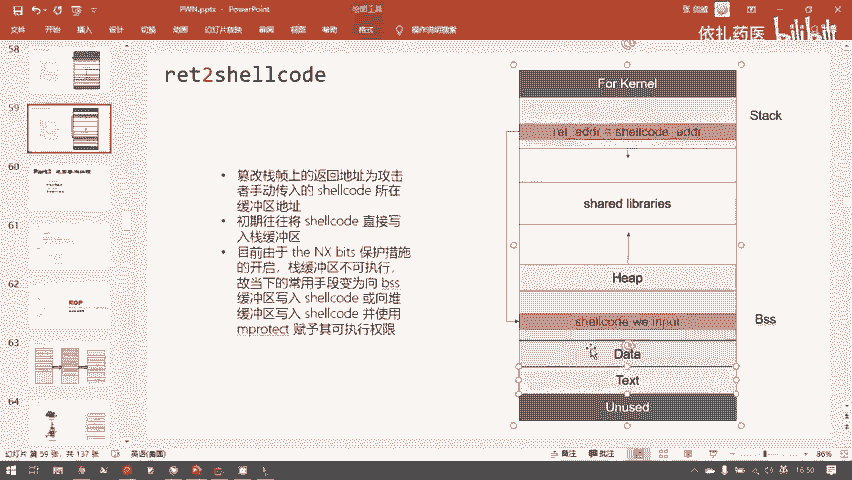 PWN.pptx - PowerPoint
绘图工具
文件
开始
插入
设计
切换
动画
幻灯片放映
审阅
视图
帮助
格式
操作说明搜索
依扎药医
bilibili
58
59
60
61
62
63
64
ROP
ret2shellcode
• 篡改栈帧上的返回地址为攻击
者手动传入的 shellcode 所在
缓冲区地址
• 初期往往将 shellcode 直接写
入栈缓冲区
• 目前由于 the NX bits 保护措施
的开启，栈缓冲区不可执行，
故当下的常用手段变为向 bss
缓冲区写入 shellcode 或向堆
缓冲区写入 shellcode 并使用
mprotect 赋予其可执行权限
For Kernel
Stack
ret_addr = shellcode_addr
shared libraries
Heap
Bss
shellcode we input
Data
Text
Unused
幻灯片 第 59 张，共 137 张
英语(美国)
备注
批注
86%
英
16:50